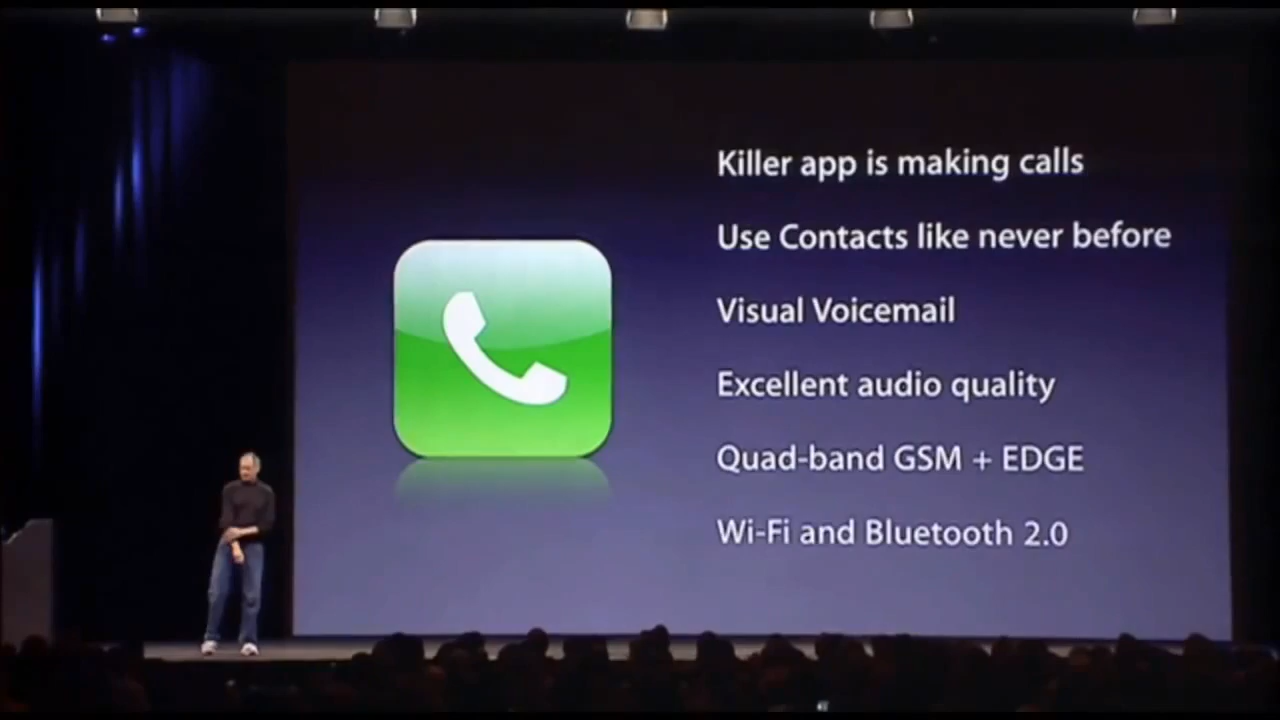 Killer app is making calls
Use Contacts like never before
Visual Voicemail
Excellent audio quality
Quad-band GSM + EDGE
Wi-Fi and Bluetooth 2.0